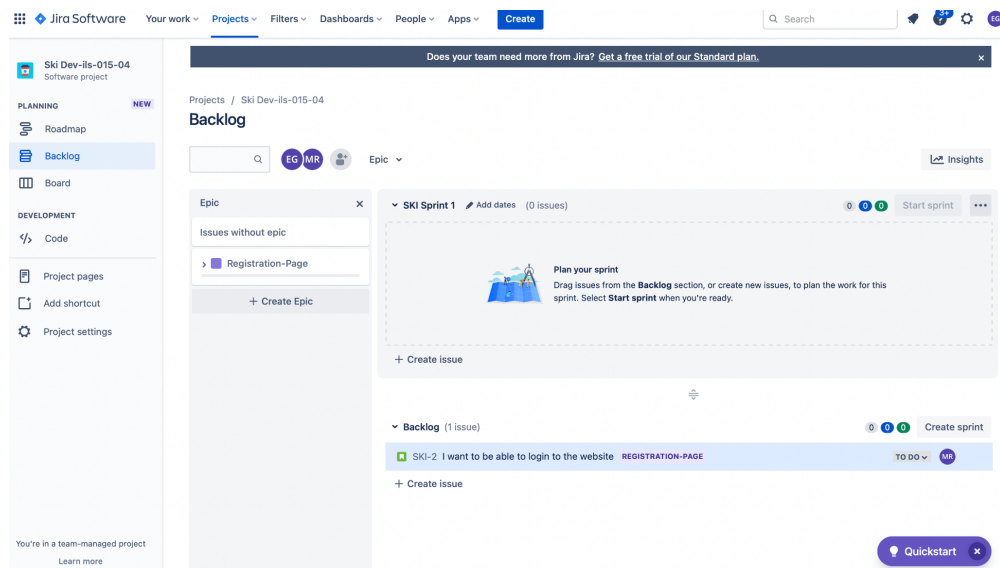 Jira Software Your work Projects Filters Dashboards People Apps Create Search 3+ EG
Ski Dev-ils-015-04
Software project
Does your team need more from Jira? Get a free trial of our Standard plan.
PLANNING NEW
Roadmap
Backlog
Board
DEVELOPMENT
Code
Project pages
Add shortcut
Project settings
You're in a team-managed project
Learn more
Projects / Ski Dev-ils-015-04
Backlog
EG MR Epic Insights
Epic
Issues without epic
Registration-Page
+ Create Epic
SKI Sprint 1 Add dates (0 issues) 0 0 0 Start sprint
Plan your sprint
Drag issues from the Backlog section, or create new issues, to plan the work for this
sprint. Select Start sprint when you're ready.
+ Create issue
Backlog (1 issue) 0 0 0 Create sprint
SKI-2 I want to be able to login to the website REGISTRATION-PAGE TO DO MR
+ Create issue
Quickstart